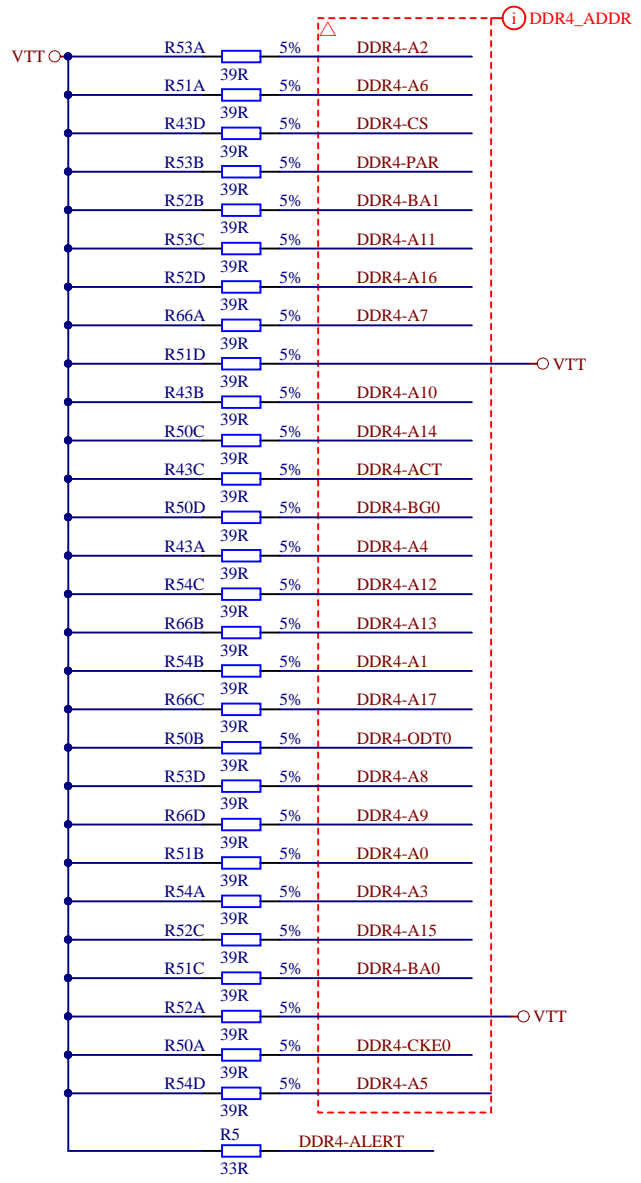 i DDR4_ADDR
VTT R53A 5% DDR4-A2
39R
R51A 5% DDR4-A6
39R
R43D 5% DDR4-CS
39R
R53B 5% DDR4-PAR
39R
R52B 5% DDR4-BA1
39R
R53C 5% DDR4-A11
39R
R52D 5% DDR4-A16
39R
R66A 5% DDR4-A7
39R
R51D 5% VTT
39R
R43B 5% DDR4-A10
39R
R50C 5% DDR4-A14
39R
R43C 5% DDR4-ACT
39R
R50D 5% DDR4-BG0
39R
R43A 5% DDR4-A4
39R
R54C 5% DDR4-A12
39R
R66B 5% DDR4-A13
39R
R54B 5% DDR4-A1
39R
R66C 5% DDR4-A17
39R
R50B 5% DDR4-ODT0
39R
R53D 5% DDR4-A8
39R
R66D 5% DDR4-A9
39R
R51B 5% DDR4-A0
39R
R54A 5% DDR4-A3
39R
R52C 5% DDR4-A15
39R
R51C 5% DDR4-BA0
39R
R52A 5% VTT
39R
R50A 5% DDR4-CKE0
39R
R54D 5% DDR4-A5
39R
R5 DDR4-ALERT
33R